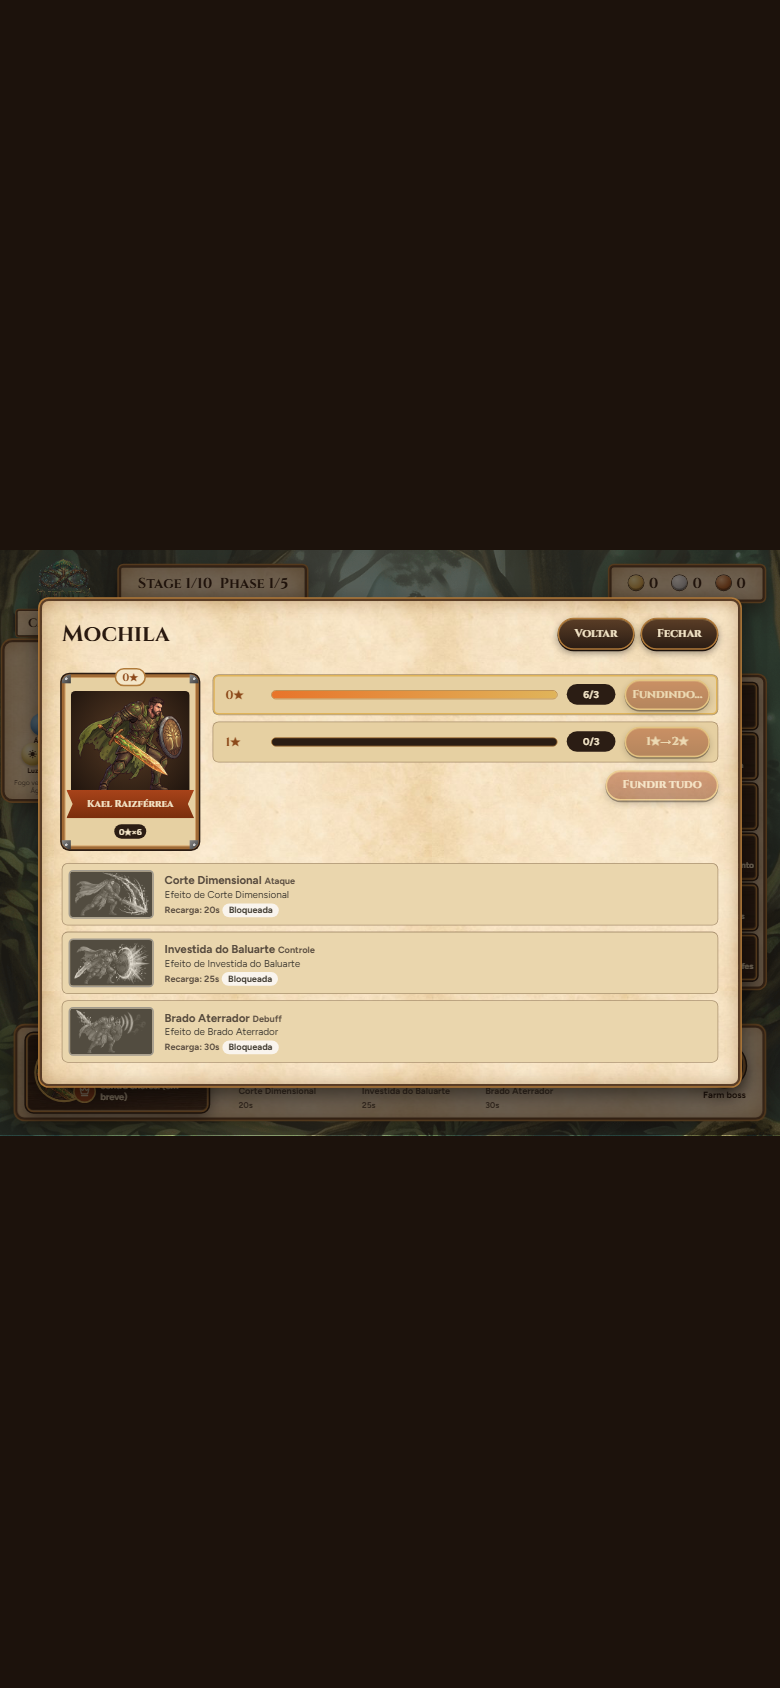 Stage 1/10 Phase 1/5
0 0 0
Mochila
Voltar
Fechar
0★
0★ 6/3 Fundindo...
1★ 0/3 1★→2★
Fundir tudo
Kael Raizférrea
0★×6
Corte Dimensional Ataque
Efeito de Corte Dimensional
Recarga: 20s Bloqueada
Investida do Baluarte Controle
Efeito de Investida do Baluarte
Recarga: 25s Bloqueada
Brado Aterrador Debuff
Efeito de Brado Aterrador
Recarga: 30s Bloqueada
breve)
Corte Dimensional
20s
Investida do Baluarte
25s
Brado Aterrador
30s
Farm boss